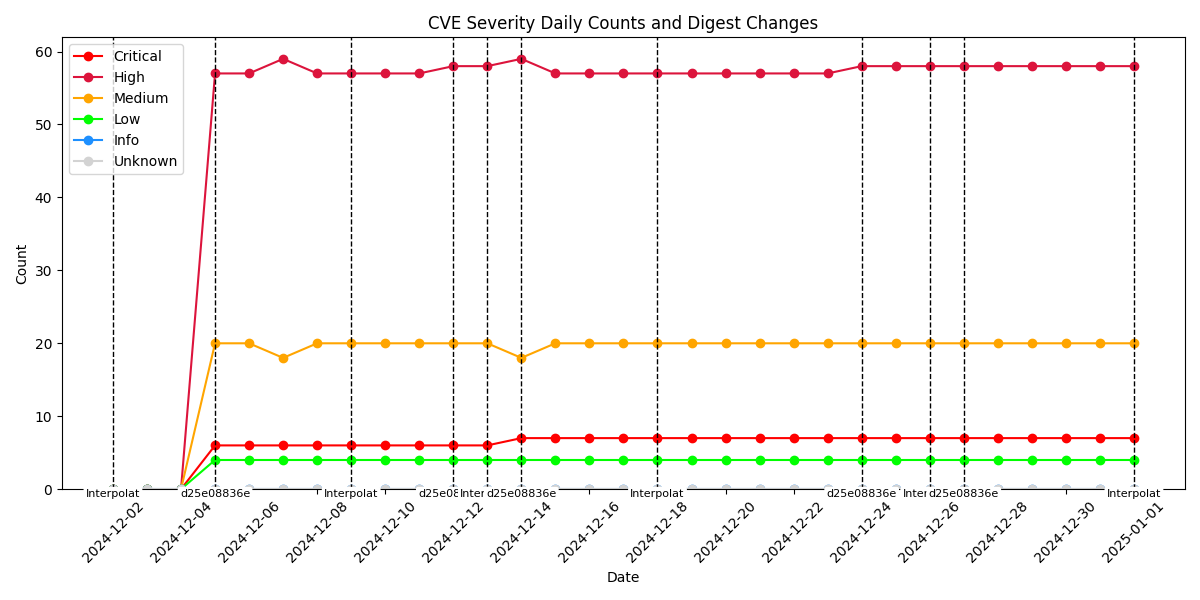 CVE Severity Daily Counts and Digest Changes
Critical
High
Medium
Low
Info
Unknown
Count
60
50
40
30
20
10
0
Interpolat
d25e08836e
Interpolat
d25e08836e
Interpolat
d25e08836e
Interpolat
d25e08836e
Interpolat
2024-12-02
2024-12-04
2024-12-06
2024-12-08
2024-12-10
2024-12-12
2024-12-14
2024-12-16
2024-12-18
2024-12-20
2024-12-22
2024-12-24
2024-12-26
2024-12-28
2024-12-30
2025-01-01
Date